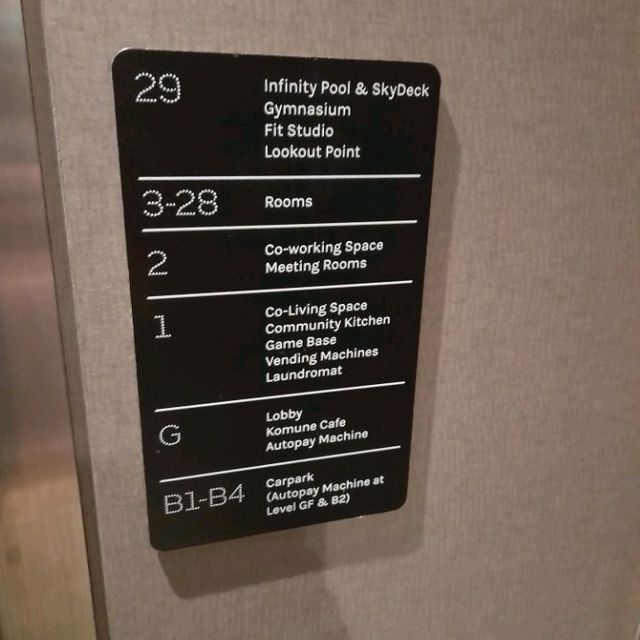 29 Infinity Pool & SkyDeck
Gymnasium
Fit Studio
Lookout Point
3-28 Rooms
2 Co-working Space
Meeting Rooms
1 Co-Living Space
Community Kitchen
Game Base
Vending Machines
Laundromat
G Lobby
Komune Cafe
Autopay Machine
B1-B4 Carpark
(Autopay Machine at
Level GF & B2)